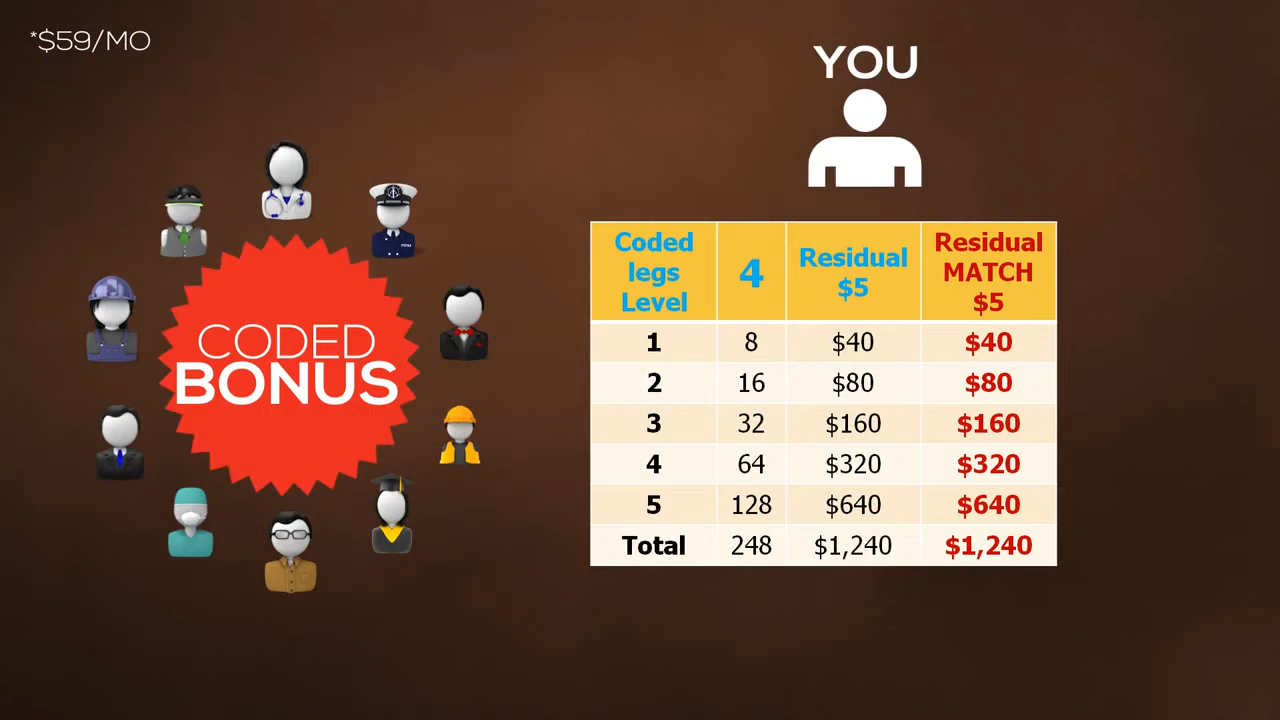 *$59/MO
YOU
CODED
BONUS
Coded legs Level 4 Residual $5 Residual MATCH $5
1 8 $40 $40
2 16 $80 $80
3 32 $160 $160
4 64 $320 $320
5 128 $640 $640
Total 248 $1,240 $1,240